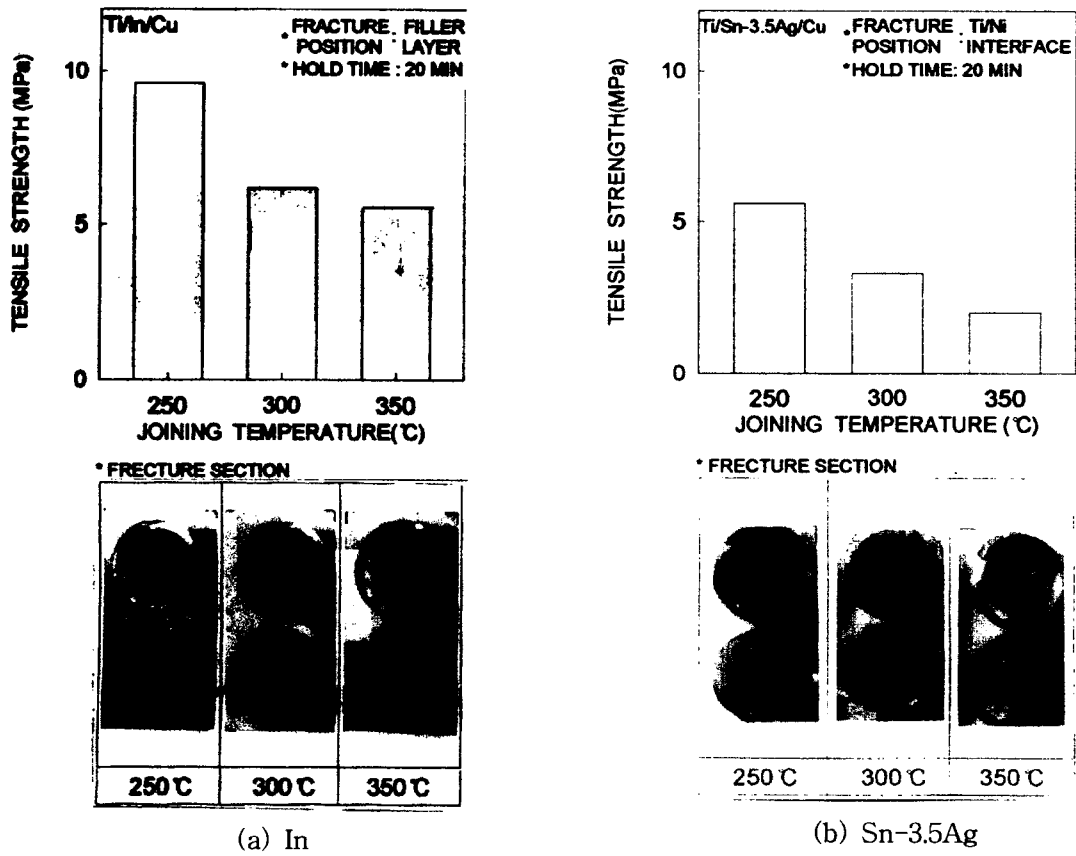 Ti/In/Cu
* FRACTURE : FILLER
POSITION LAYER
* HOLD TIME : 20 MIN
TENSILE STRENGTH (MPa)
10
5
0
250 300 350
JOINING TEMPERATURE(℃)
* FRECTURE SECTION
250℃ 300℃ 350℃
(a) In
Ti/Sn-3.5Ag/Cu
* FRACTURE : Ti/Ni
POSITION INTERFACE
* HOLD TIME: 20 MIN
TENSILE STRENGTH(MPa)
10
5
0
250 300 350
JOINING TEMPERATURE (℃)
* FRECTURE SECTION
250℃ 300℃ 350℃
(b) Sn-3.5Ag